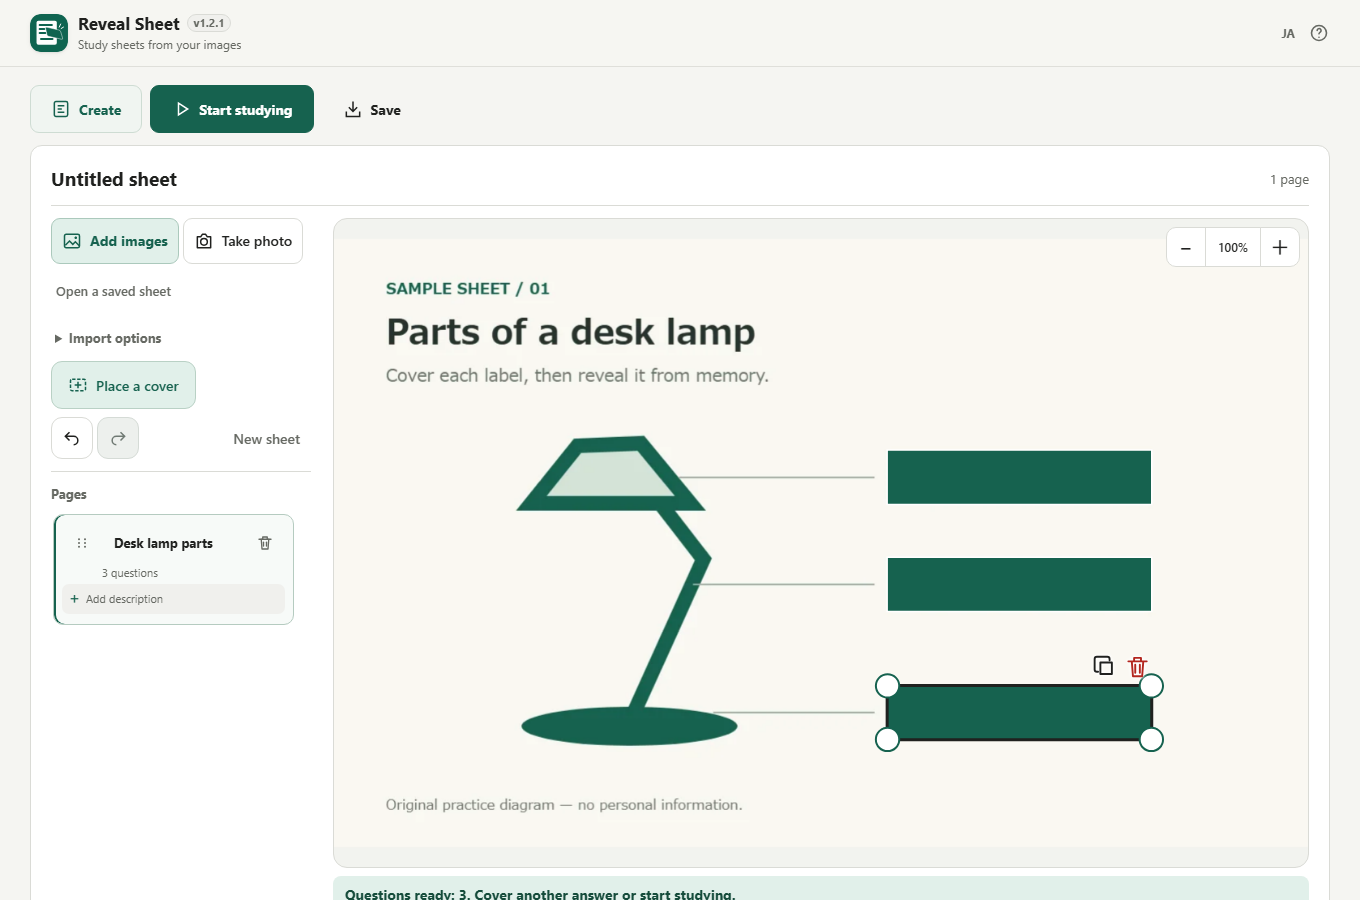 Reveal Sheet v1.2.1
Study sheets from your images
JA
Create
Start studying
Save
Untitled sheet
1 page
Add images
Take photo
Open a saved sheet
Import options
Place a cover
New sheet
Pages
Desk lamp parts
3 questions
+ Add description
100%
SAMPLE SHEET / 01
Parts of a desk lamp
Cover each label, then reveal it from memory.
Original practice diagram — no personal information.
Questions ready: 3. Cover another answer or start studying.